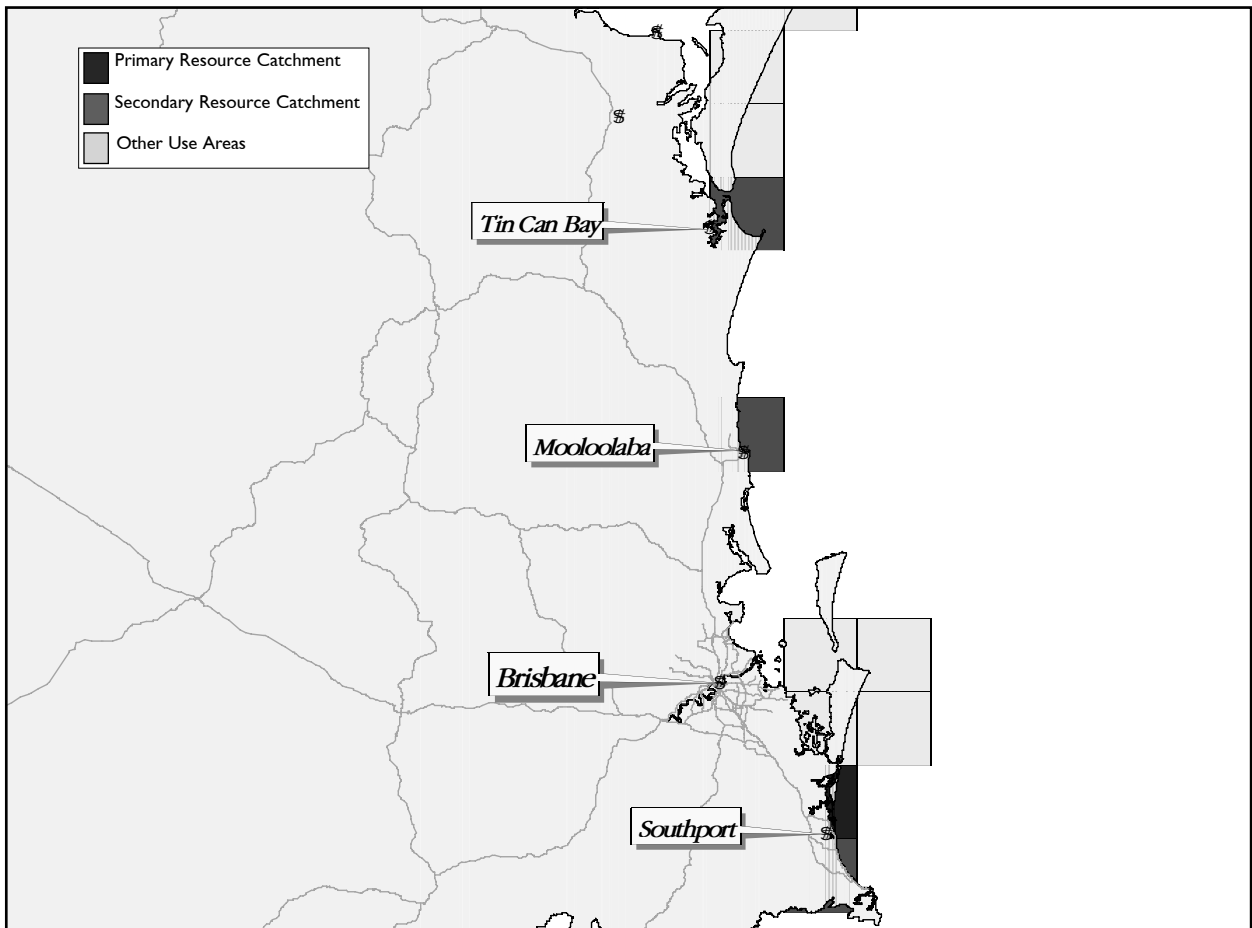 Primary Resource Catchment
Secondary Resource Catchment
Other Use Areas
$
$
Tin Can Bay
Mooloolaba
Brisbane
Southport